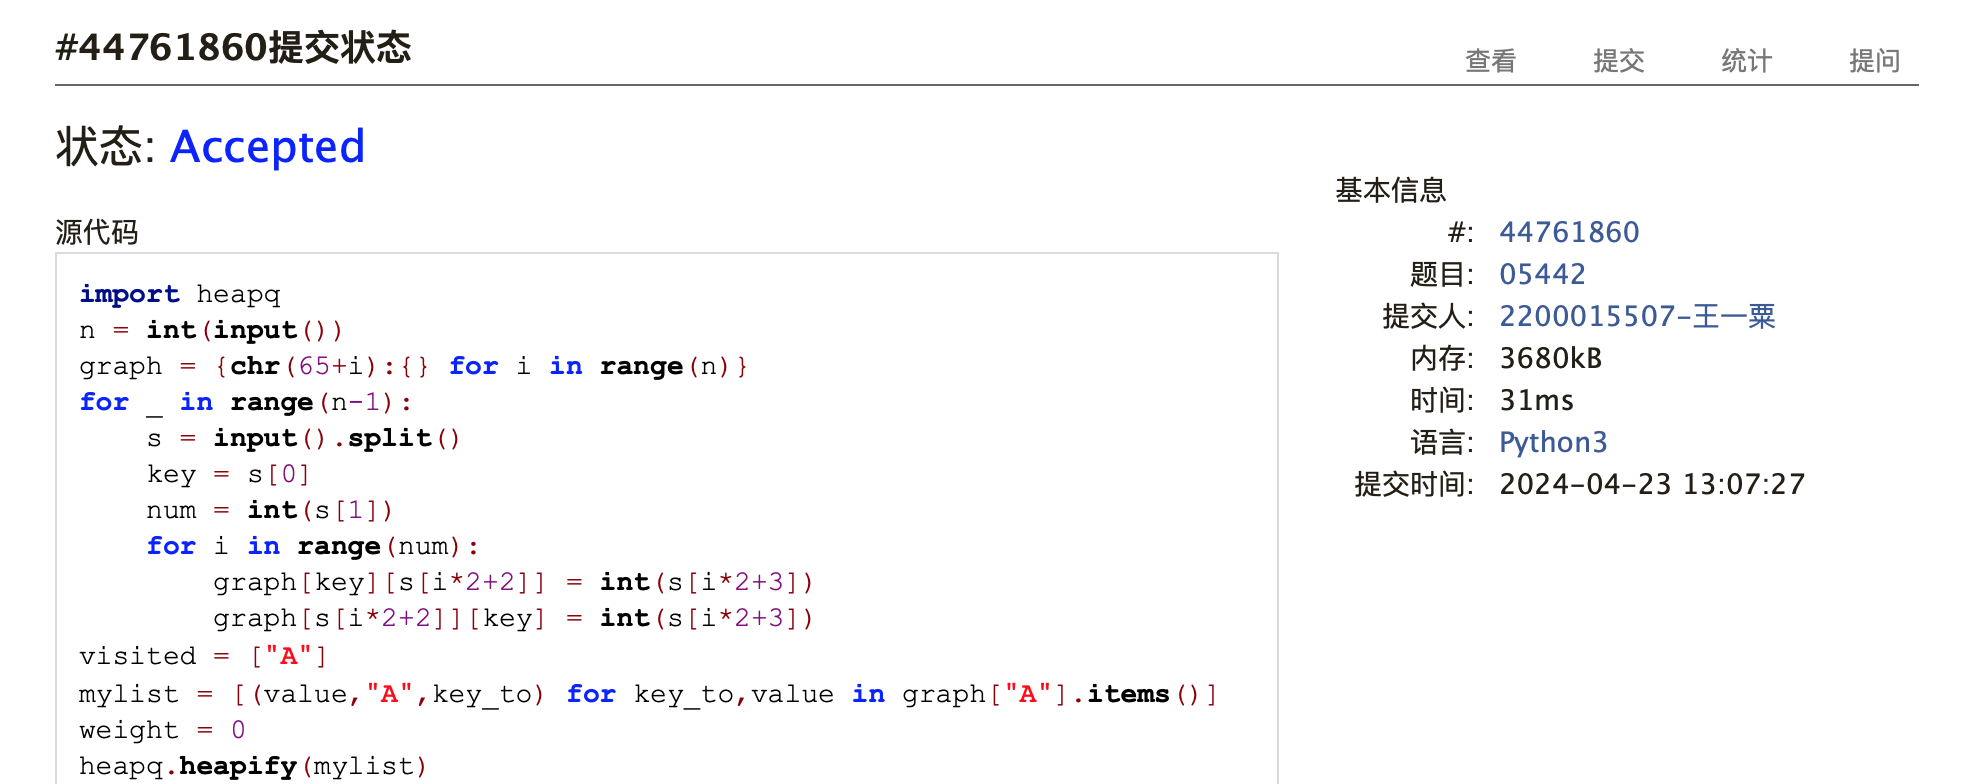 #44761860提交状态
查看 提交 统计 提问
状态: Accepted
源代码
import heapq
n = int(input())
graph = {chr(65+i):{} for i in range(n)}
for _ in range(n-1):
    s = input().split()
    key = s[0]
    num = int(s[1])
    for i in range(num):
        graph[key][s[i*2+2]] = int(s[i*2+3])
        graph[s[i*2+2]][key] = int(s[i*2+3])
visited = ["A"]
mylist = [(value,"A",key_to) for key_to,value in graph["A"].items()]
weight = 0
heapq.heapify(mylist)
基本信息
#: 44761860
题目: 05442
提交人: 2200015507-王一粟
内存: 3680kB
时间: 31ms
语言: Python3
提交时间: 2024-04-23 13:07:27